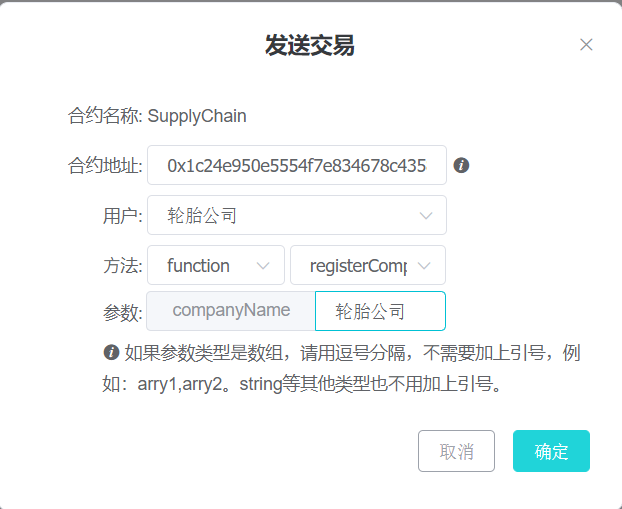 发送交易
合约名称: SupplyChain
合约地址: 0x1c24e950e5554f7e834678c435
用户: 轮胎公司
方法: function registerComp
参数: companyName 轮胎公司
如果参数类型是数组，请用逗号分隔，不需要加上引号，例
如：arry1,arry2。string等其他类型也不用加上引号。
取消 确定